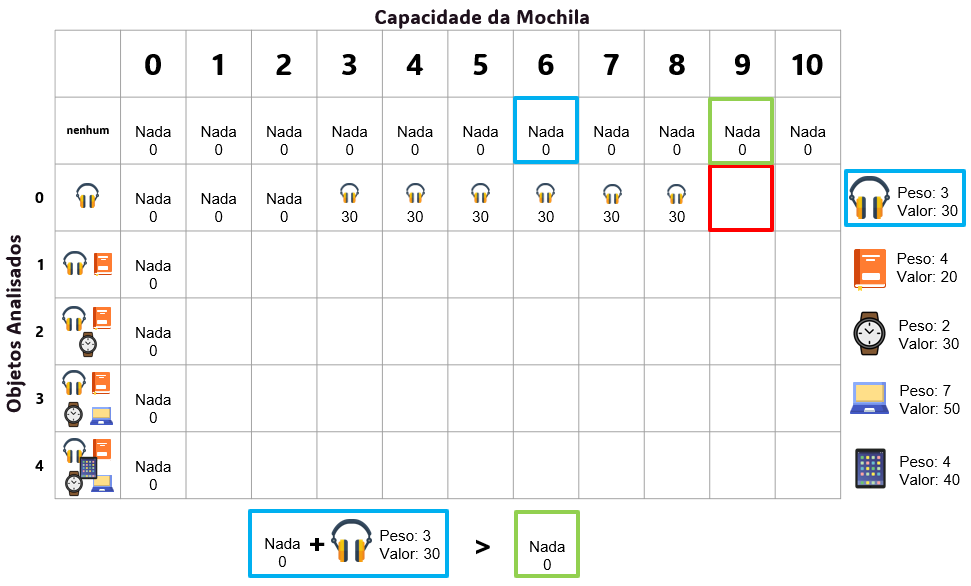 Capacidade da Mochila
0 1 2 3 4 5 6 7 8 9 10
nenhum Nada Nada Nada Nada Nada Nada Nada Nada Nada Nada Nada
0 0 0 0 0 0 0 0 0 0 0
Objetos Analisados
0 Nada Nada Nada
0 0 0 30 30 30 30 30 30
Peso: 3
Valor: 30
1 Nada
0
Peso: 4
Valor: 20
2 Nada
0
Peso: 2
Valor: 30
3 Nada
0
Peso: 7
Valor: 50
4 Nada
0
Peso: 4
Valor: 40
Nada
0
+
Peso: 3
Valor: 30
>
Nada
0